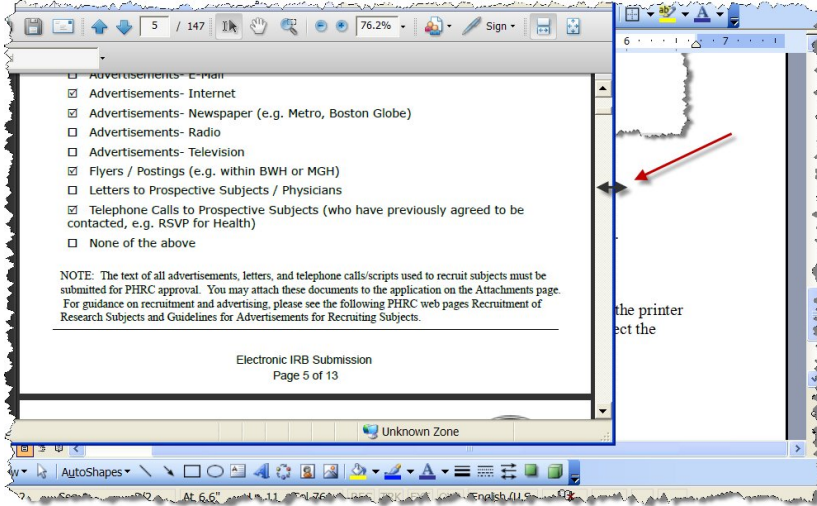 5 / 147 76.2% Sign
Advertisements- E-Mail
Advertisements- Internet
Advertisements- Newspaper (e.g. Metro, Boston Globe)
Advertisements- Radio
Advertisements- Television
Flyers / Postings (e.g. within BWH or MGH)
Letters to Prospective Subjects / Physicians
Telephone Calls to Prospective Subjects (who have previously agreed to be
contacted, e.g. RSVP for Health)
None of the above
NOTE: The text of all advertisements, letters, and telephone calls/scripts used to recruit subjects must be
submitted for PHRC approval. You may attach these documents to the application on the Attachments page.
For guidance on recruitment and advertising, please see the following PHRC web pages Recruitment of
Research Subjects and Guidelines for Advertisements for Recruiting Subjects.
Electronic IRB Submission
Page 5 of 13
Unknown Zone
6 7
the printer
ect the
w AutoShapes
At 6.6" Ln 11 English (U.S